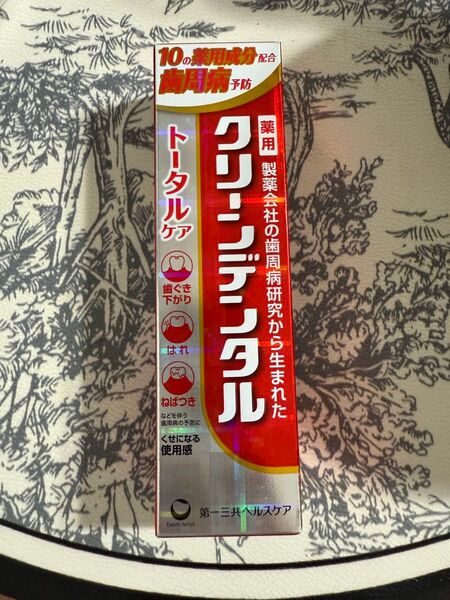 10の薬用成分配合
歯周病予防
薬用
クリーンデンタル
製薬会社の歯周病研究から生まれた
トータルケア
歯ぐき
下がり
はれ
ねばつき
などを伴う
歯周病の予防に
くせになる
使用感
Daiichi-Sankyo
第一三共ヘルスケア